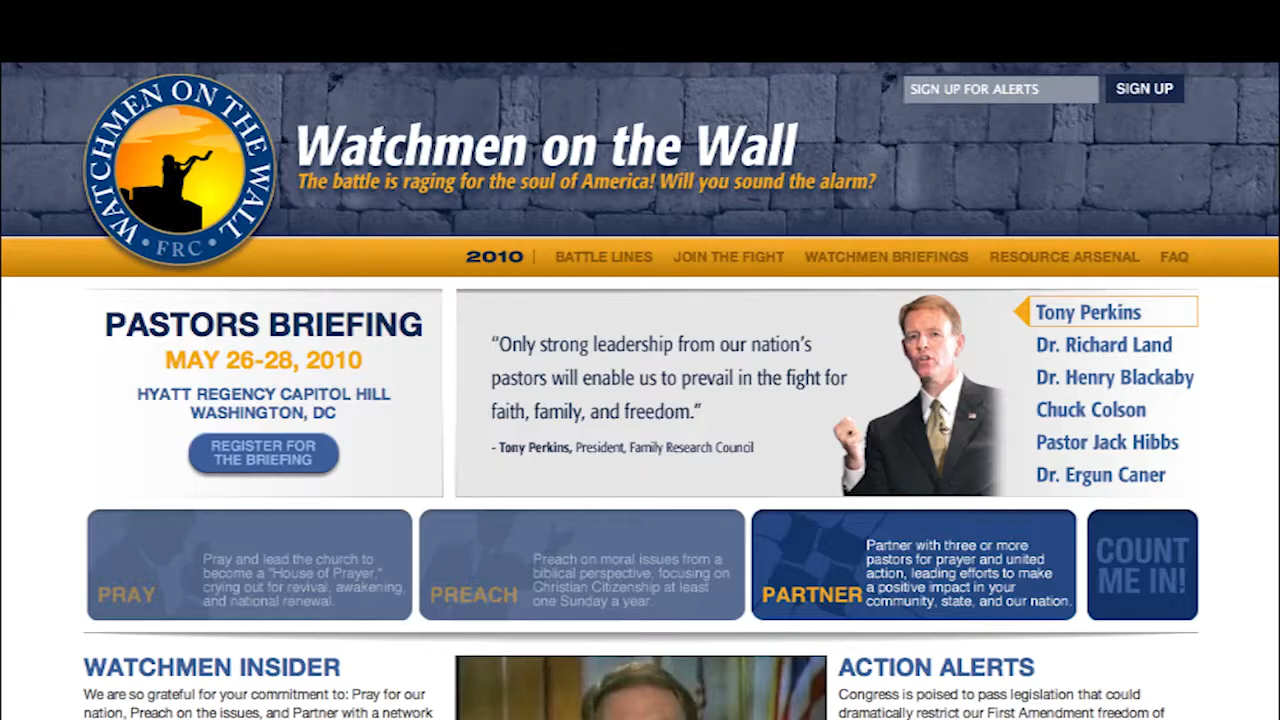 WATCHMEN ON THE WALL
• FRC •
SIGN UP FOR ALERTS
SIGN UP
Watchmen on the Wall
The battle is raging for the soul of America! Will you sound the alarm?
2010 | BATTLE LINES JOIN THE FIGHT WATCHMEN BRIEFINGS RESOURCE ARSENAL FAQ
PASTORS BRIEFING
MAY 26-28, 2010
HYATT REGENCY CAPITOL HILL
WASHINGTON, DC
REGISTER FOR
THE BRIEFING
“Only strong leadership from our nation’s
pastors will enable us to prevail in the fight for
faith, family, and freedom.”
- Tony Perkins, President, Family Research Council
Tony Perkins
Dr. Richard Land
Dr. Henry Blackaby
Chuck Colson
Pastor Jack Hibbs
Dr. Ergun Caner
PRAY
Pray and lead the church to
become a "House of Prayer,"
crying out for revival, awakening,
and national renewal.
PREACH
Preach on moral issues from a
biblical perspective, focusing on
Christian Citizenship at least
one Sunday a year.
PARTNER
Partner with three or more
pastors for prayer and united
action, leading efforts to make
a positive impact in your
community, state, and our nation.
COUNT
ME IN!
WATCHMEN INSIDER
We are so grateful for your commitment to: Pray for our
nation, Preach on the issues, and Partner with a network
ACTION ALERTS
Congress is poised to pass legislation that could
dramatically restrict our First Amendment freedom of